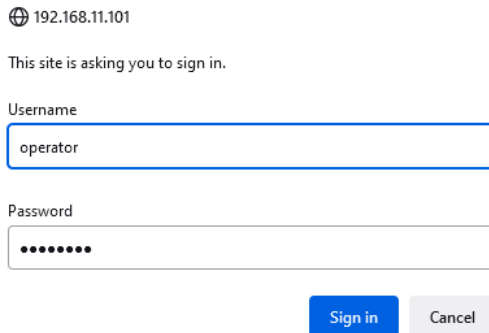 192.168.11.101
This site is asking you to sign in.
Username
operator
Password
●●●●●●●●
Sign in Cancel